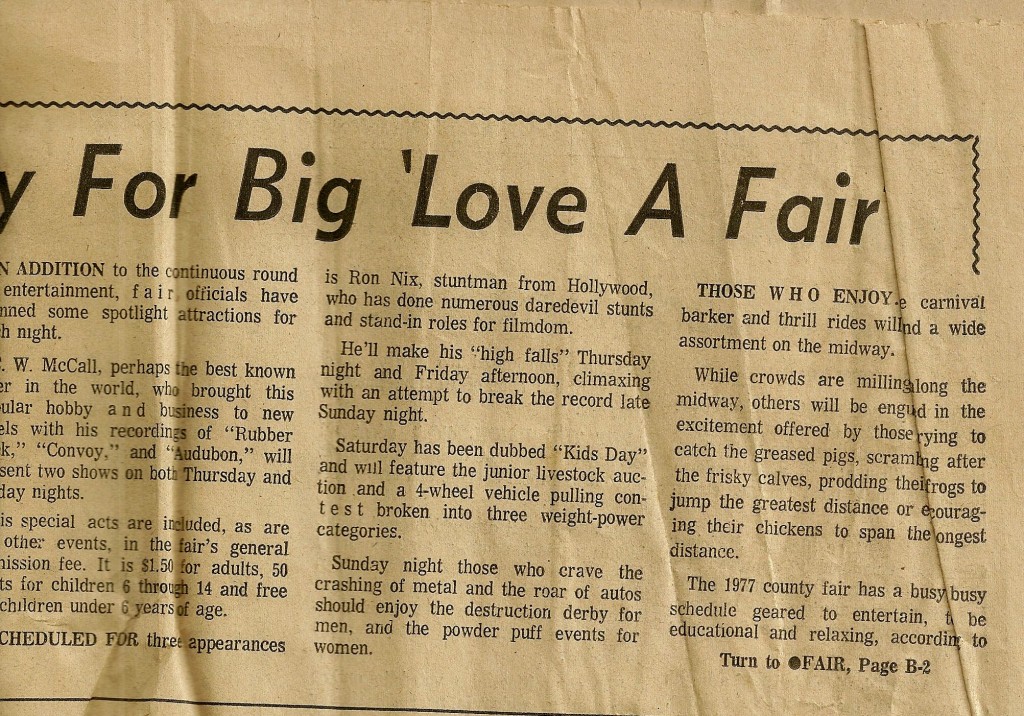 y For Big 'Love A Fair
N ADDITION to the continuous round
entertainment, fair officials have
nned some spotlight attractions for
h night.
. W. McCall, perhaps the best known
er in the world, who brought this
ular hobby and business to new
els with his recordings of "Rubber
k," "Convoy," and "Audubon," will
sent two shows on both Thursday and
day nights.
is special acts are included, as are
other events, in the fair's general
mission fee. It is $1.50 for adults, 50
ts for children 6 through 14 and free
children under 6 years of age.
CHEDULED FOR three appearances
is Ron Nix, stuntman from Hollywood,
who has done numerous daredevil stunts
and stand-in roles for filmdom.
He'll make his "high falls" Thursday
night and Friday afternoon, climaxing
with an attempt to break the record late
Sunday night.
Saturday has been dubbed "Kids Day"
and will feature the junior livestock auc-
tion and a 4-wheel vehicle pulling con-
test broken into three weight-power
categories.
Sunday night those who crave the
crashing of metal and the roar of autos
should enjoy the destruction derby for
men, and the powder puff events for
women.
THOSE WHO ENJOY e carnival
barker and thrill rides will nd a wide
assortment on the midway.
While crowds are milling long the
midway, others will be engu d in the
excitement offered by those rying to
catch the greased pigs, scram ng after
the frisky calves, prodding thei frogs to
jump the greatest distance or e ourag-
ing their chickens to span the ongest
distance.
The 1977 county fair has a busy busy
schedule geared to entertain, t be
educational and relaxing, according to
Turn to ●FAIR, Page B-2